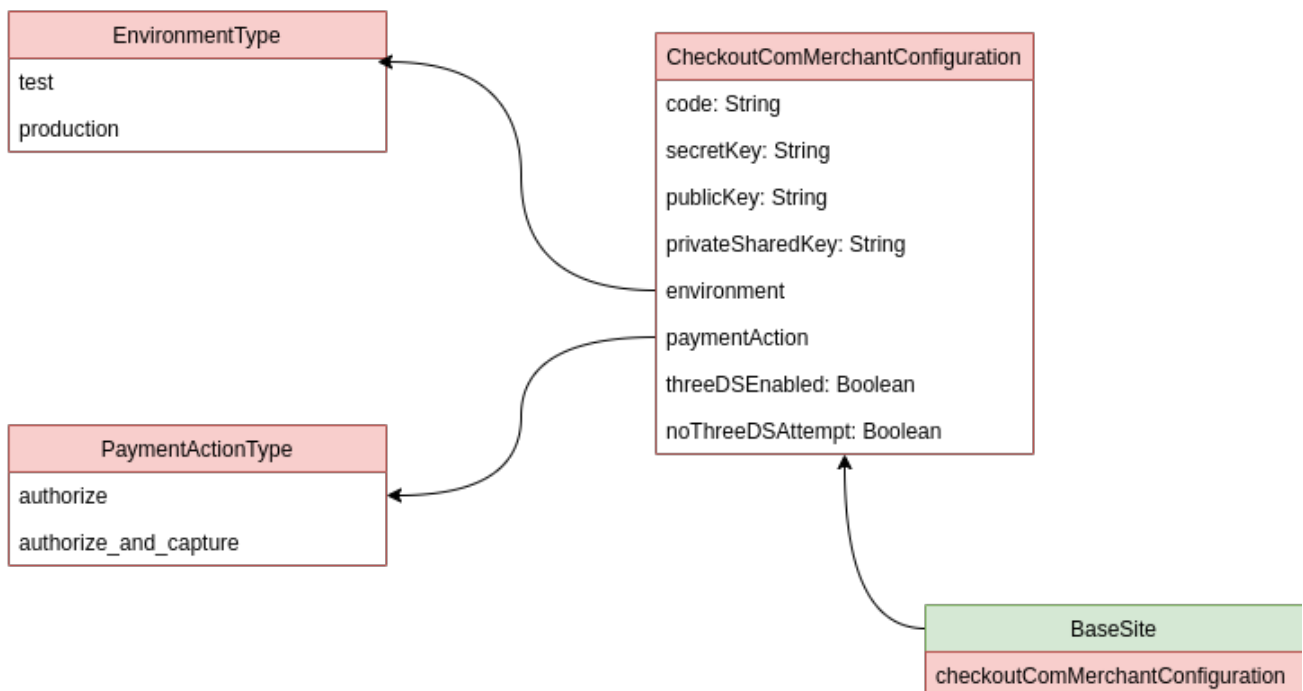 EnvironmentType
test
production
CheckoutComMerchantConfiguration
code: String
secretKey: String
publicKey: String
privateSharedKey: String
environment
paymentAction
threeDSEnabled: Boolean
noThreeDSAttempt: Boolean
PaymentActionType
authorize
authorize_and_capture
BaseSite
checkoutComMerchantConfiguration